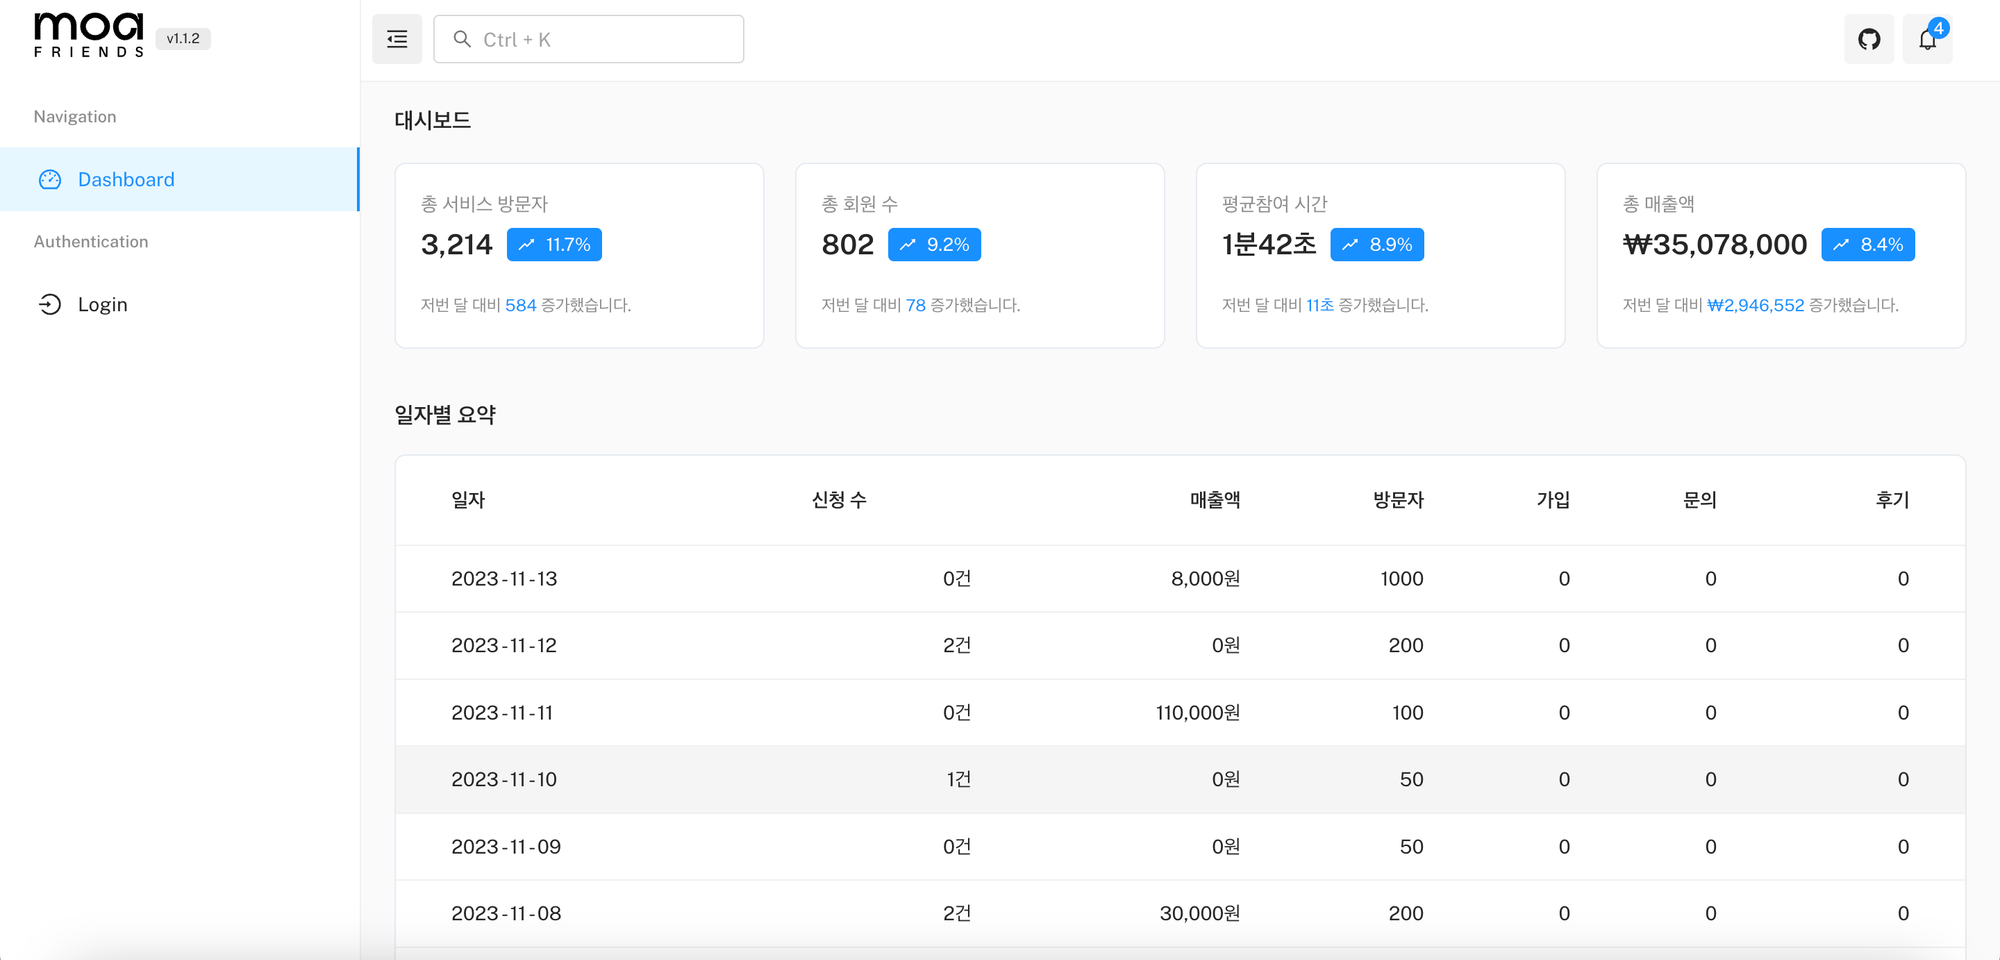 moa
FRIENDS
v1.1.2
Ctrl + K
4
Navigation
Dashboard
Authentication
Login
대시보드
총 서비스 방문자
3,214 11.7%
저번 달 대비 584 증가했습니다.
총 회원 수
802 9.2%
저번 달 대비 78 증가했습니다.
평균참여 시간
1분42초 8.9%
저번 달 대비 11초 증가했습니다.
총 매출액
₩35,078,000 8.4%
저번 달 대비 ₩2,946,552 증가했습니다.
일자별 요약
일자 신청 수 매출액 방문자 가입 문의 후기
2023-11-13 0건 8,000원 1000 0 0 0
2023-11-12 2건 0원 200 0 0 0
2023-11-11 0건 110,000원 100 0 0 0
2023-11-10 1건 0원 50 0 0 0
2023-11-09 0건 0원 50 0 0 0
2023-11-08 2건 30,000원 200 0 0 0